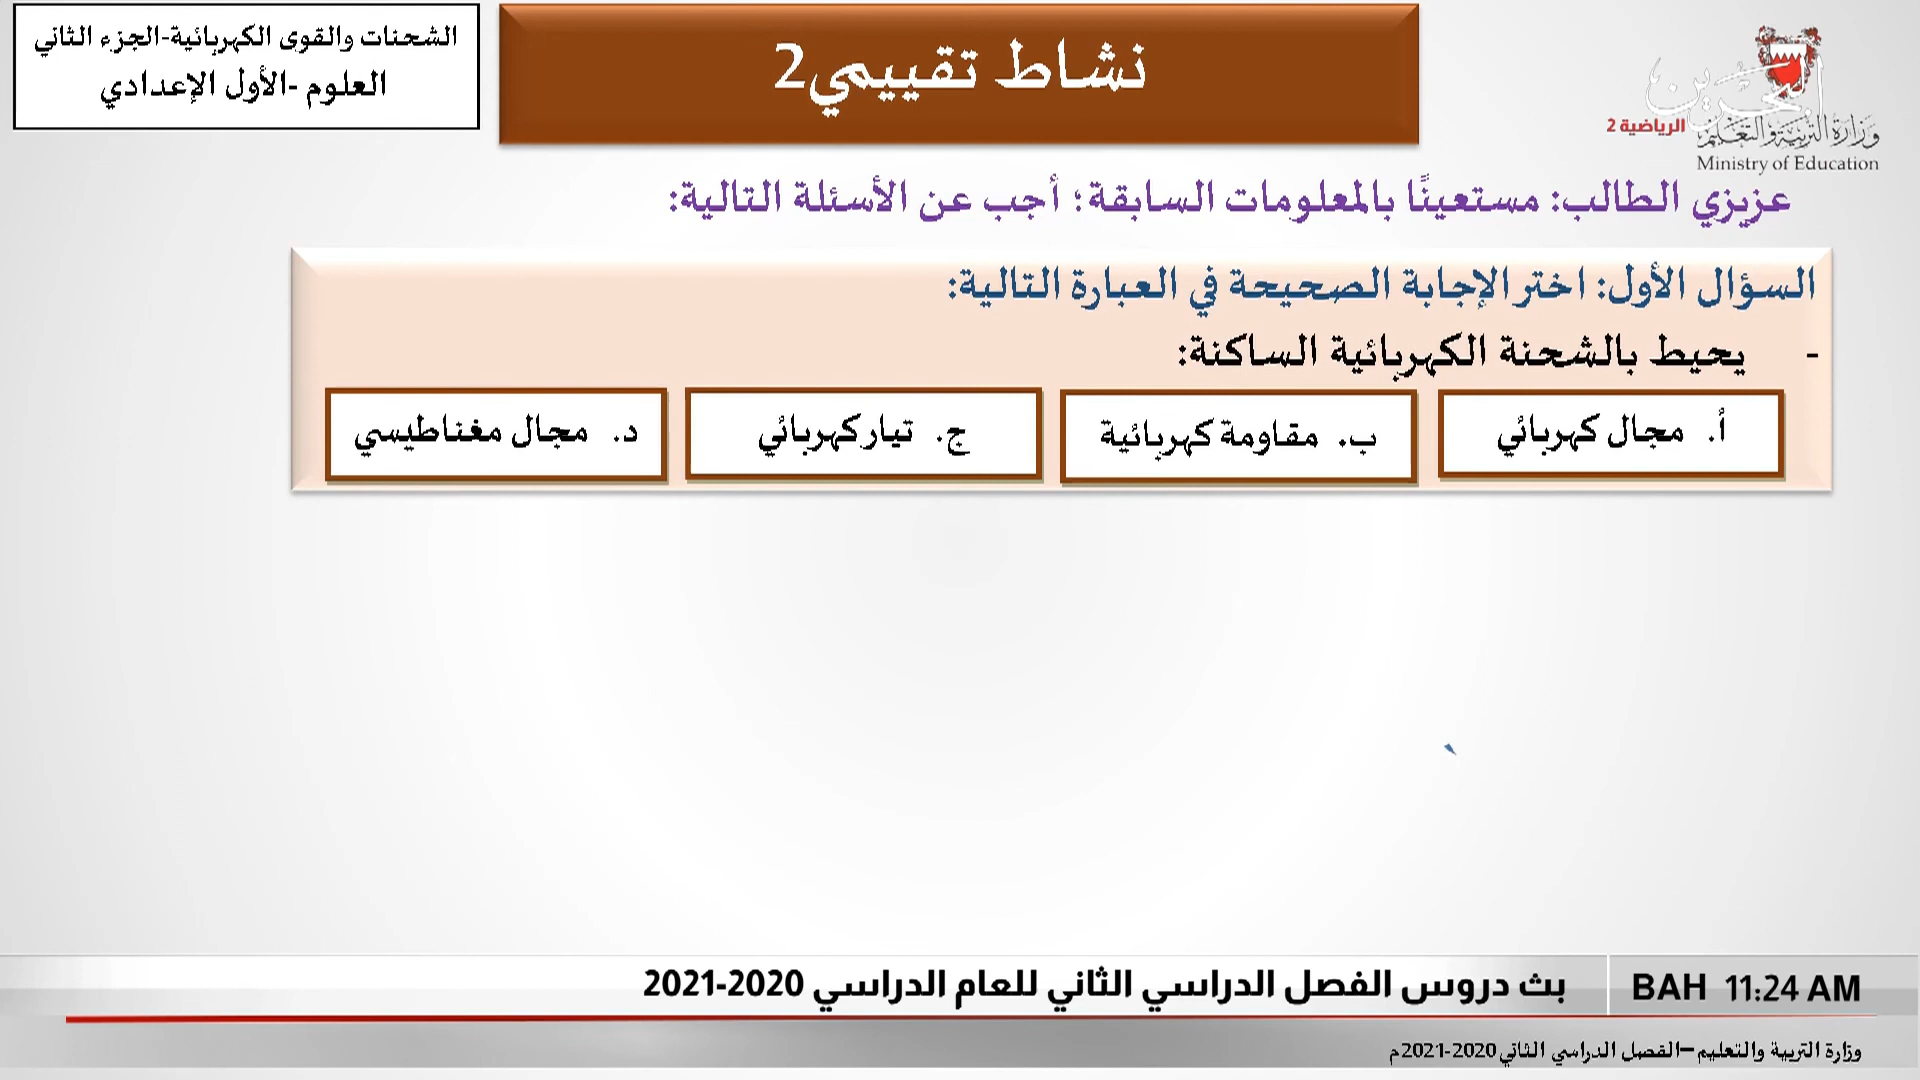 الشحنات والقوى الكهربائية-الجزء الثاني
العلوم -الأول الإعدادي
نشاط تقييمي2
البحرين
الرياضية 2
وزارة التربية والتعليم
Ministry of Education
عزيزي الطالب: مستعينًا بالمعلومات السابقة؛ أجب عن الأسئلة التالية:
السؤال الأول: اختر الإجابة الصحيحة في العبارة التالية:
- يحيط بالشحنة الكهربائية الساكنة:
أ. مجال كهربائي
ب. مقاومة كهربائية
ج. تيار كهربائي
د. مجال مغناطيسي
بث دروس الفصل الدراسي الثاني للعام الدراسي 2020-2021
BAH 11:24 AM
وزارة التربية والتعليم –الفصل الدراسي الثاني 2020-2021م